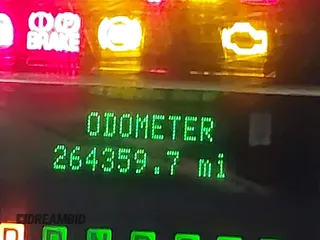 BRAKE
ODOMETER
264359.7 mi
DREAMBID